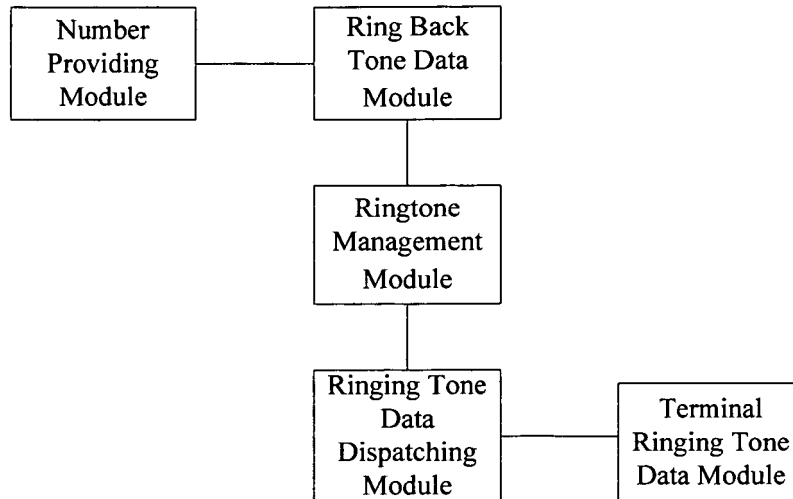 Number
Providing
Module
Ring Back
Tone Data
Module
Ringtone
Management
Module
Ringing Tone
Data
Dispatching
Module
Terminal
Ringing Tone
Data Module